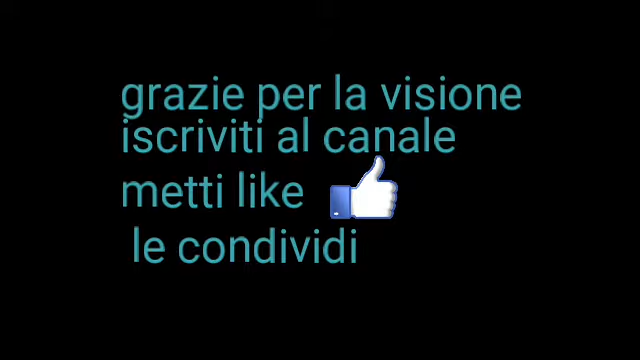 grazie per la visione
iscriviti al canale
metti like
le condividi